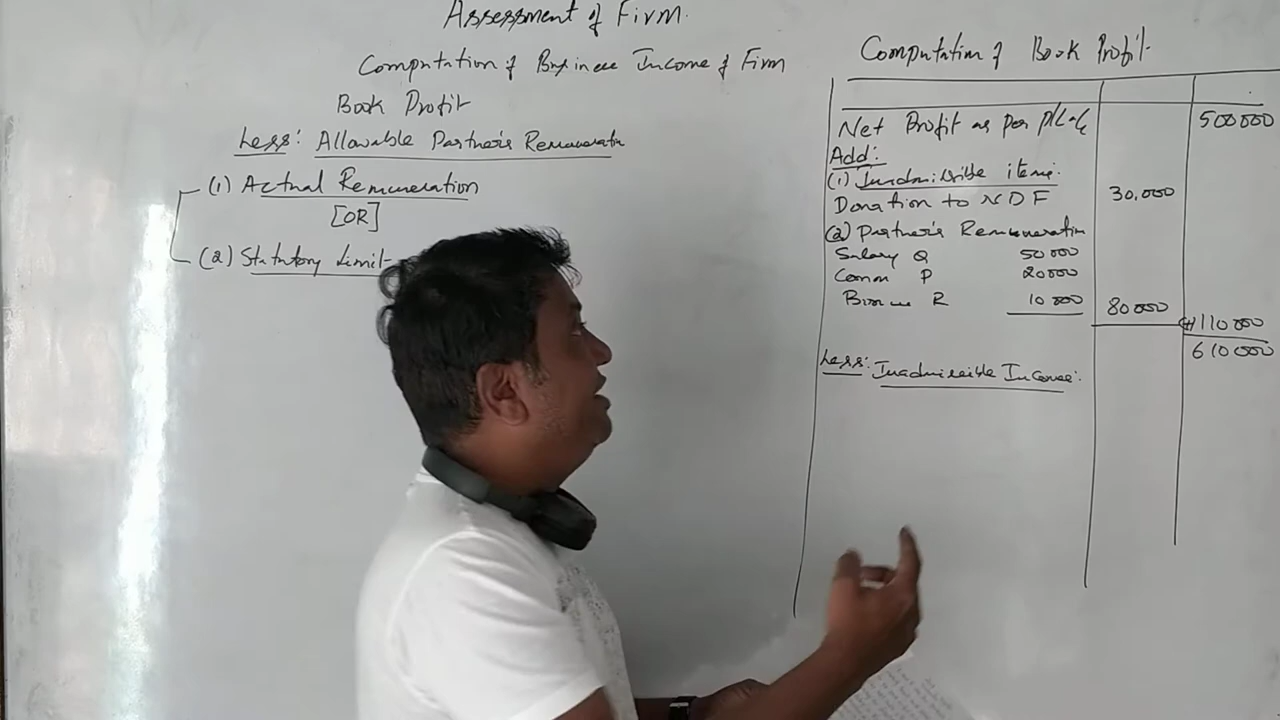 Assessment of Firm.
Computation of Business Income of Firm
Book Profit
Less: Allowable Partner's Remuneratn
(1) Actual Remuneration
[OR]
(2) Statutory Limit
Computation of Book Profit
Net Profit as per P/L a/c 500000
Add:
(1) Inadmissible items.
Donation to NDF 30,000
(2) Partner's Remuneration
Salary Q 50000
Comm P 20000
Bonus R 10000 80000
(+) 110000
610000
Less: Inadmissible Incomes: